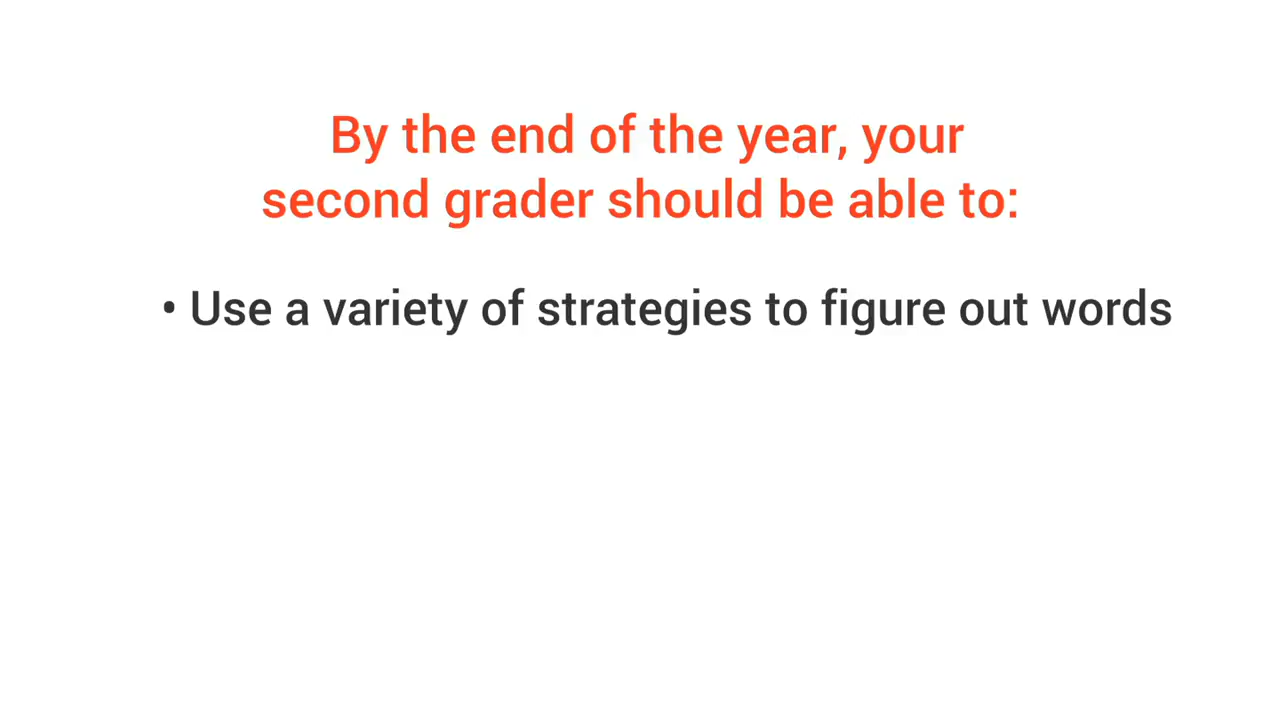 By the end of the year, your
second grader should be able to:
• Use a variety of strategies to figure out words